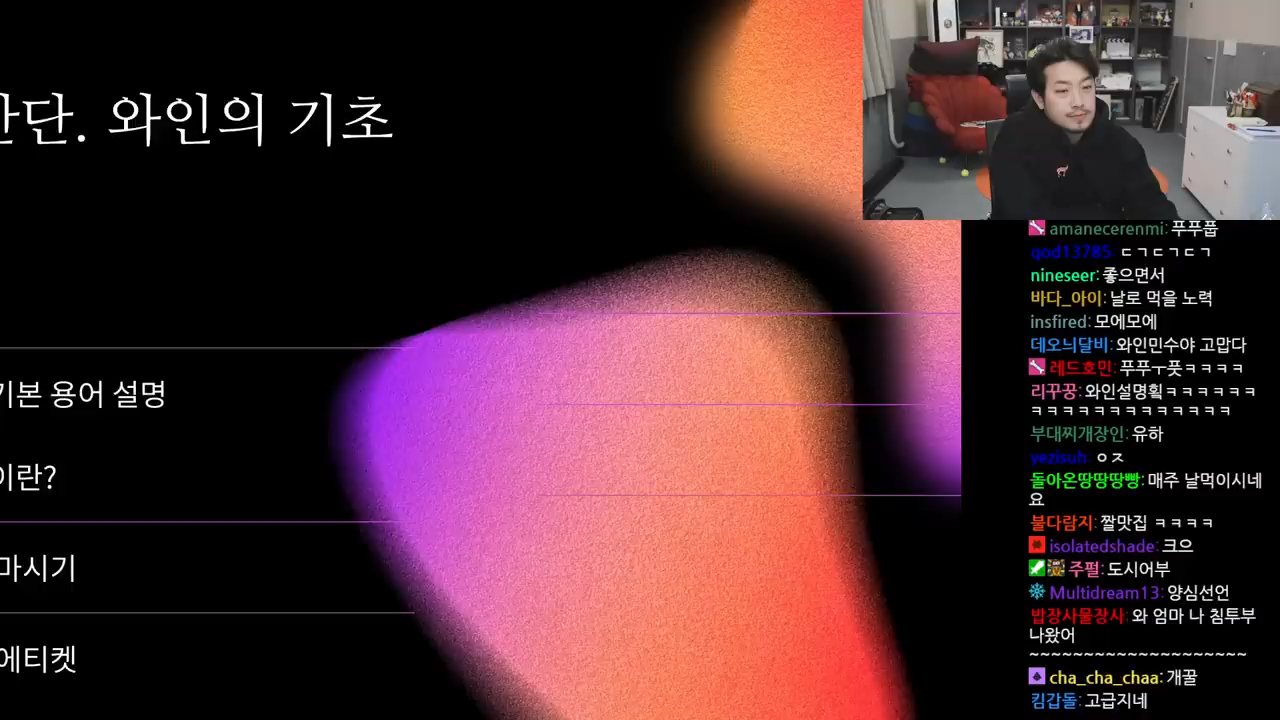 간단. 와인의 기초
기본 용어 설명
이란?
마시기
에티켓
amanecerenmi: 푸푸풉
god13785: ㄷㄱㄷㄱㄷㄱ
nineseer: 좋으면서
바다_아이: 날로 먹을 노력
insfired: 모에모에
데오늬달비: 와인민수야 고맙다
레드호민: 푸푸ㅜ풋ㅋㅋㅋㅋ
리꾸꿍: 와인설명획ㅋㅋㅋㅋㅋㅋ
ㅋㅋㅋㅋㅋㅋㅋㅋㅋㅋㅋㅋㅋ
부대찌개장인: 유하
yezisuh: ㅇㅈ
돌아온땅땅땅빵: 매주 날먹이시네
요
불다람지: 짤맛집 ㅋㅋㅋㅋ
isolatedshade: 크으
주펄: 도시어부
Multidream13: 양심선언
밥장사물장사: 와 엄마 나 침투부
나왔어
~~~~~~~~~~~~~~~~~~~~
cha_cha_chaa: 개꿀
킴갑돌: 고급지네